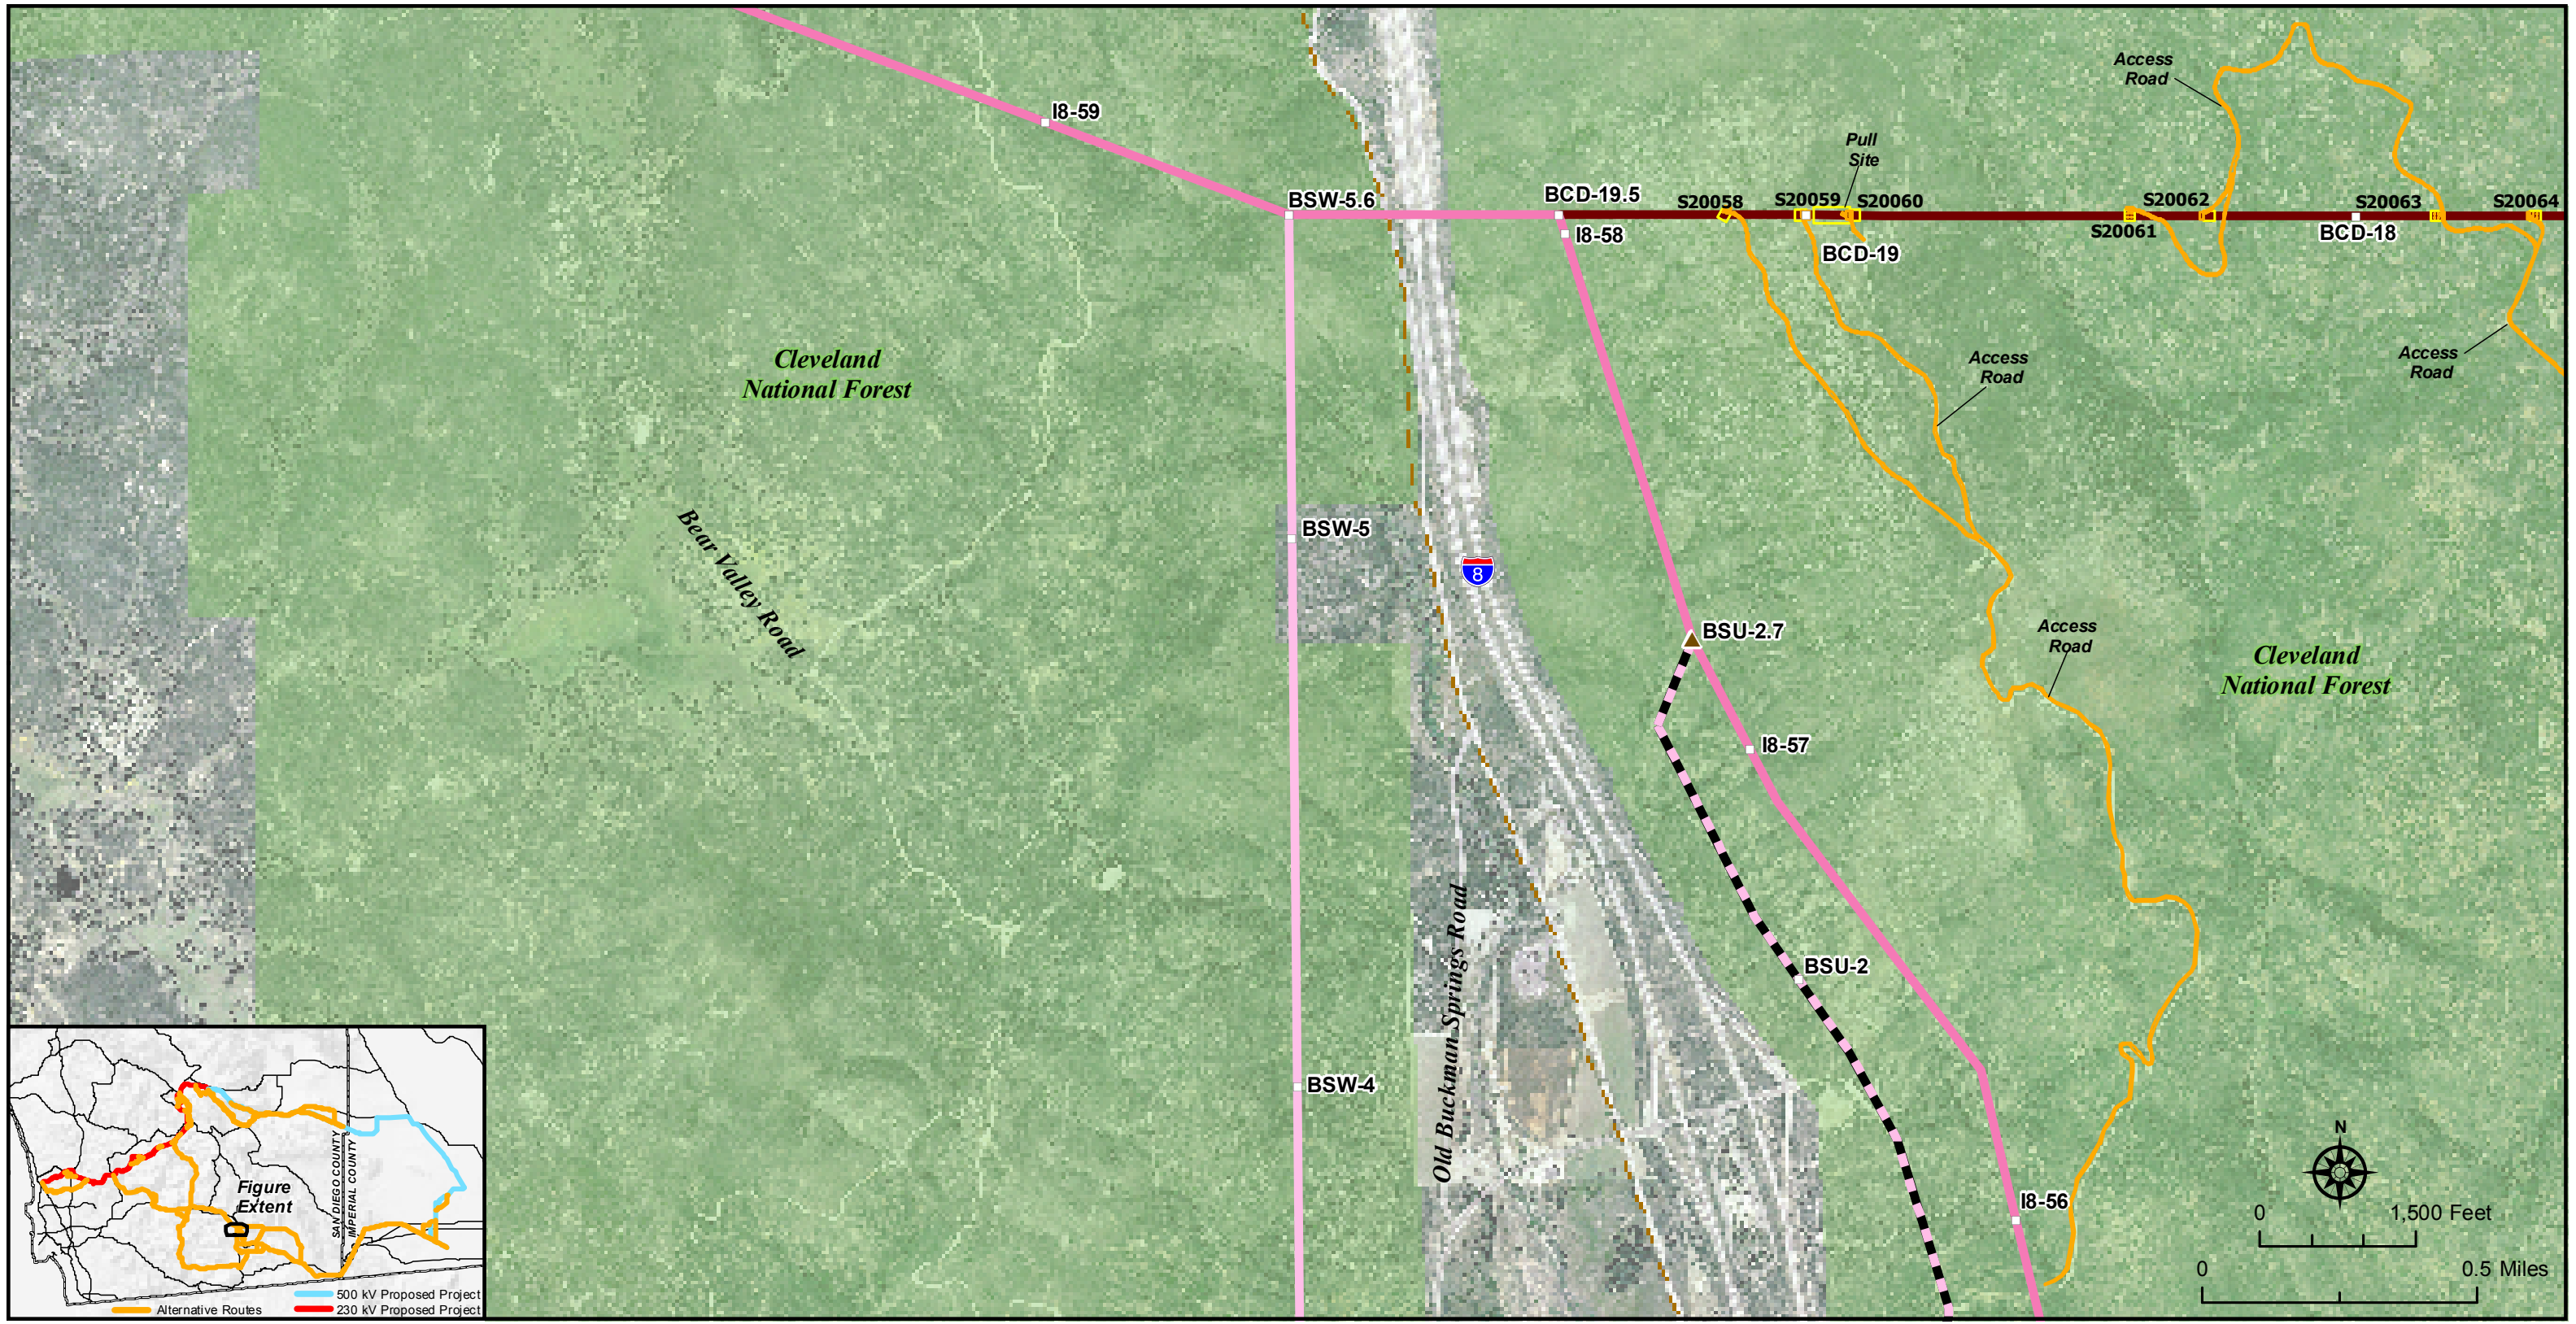 Access
Road
I8-59
Pull
Site
BSW-5.6
BCD-19.5
S20058
S20059
S20060
S20062
S20063
S20064
I8-58
BCD-19
S20061
BCD-18
Cleveland
National Forest
Access
Road
Access
Road
BSW-5
Bear Valley Road
8
BSU-2.7
Access
Road
Cleveland
National Forest
I8-57
BSU-2
Old Buckman Springs Road
BSW-4
I8-56
N
0 1,500 Feet
0 0.5 Miles
Figure
Extent
SAN DIEGO COUNTY
IMPERIAL COUNTY
500 kV Proposed Project
Alternative Routes
230 kV Proposed Project